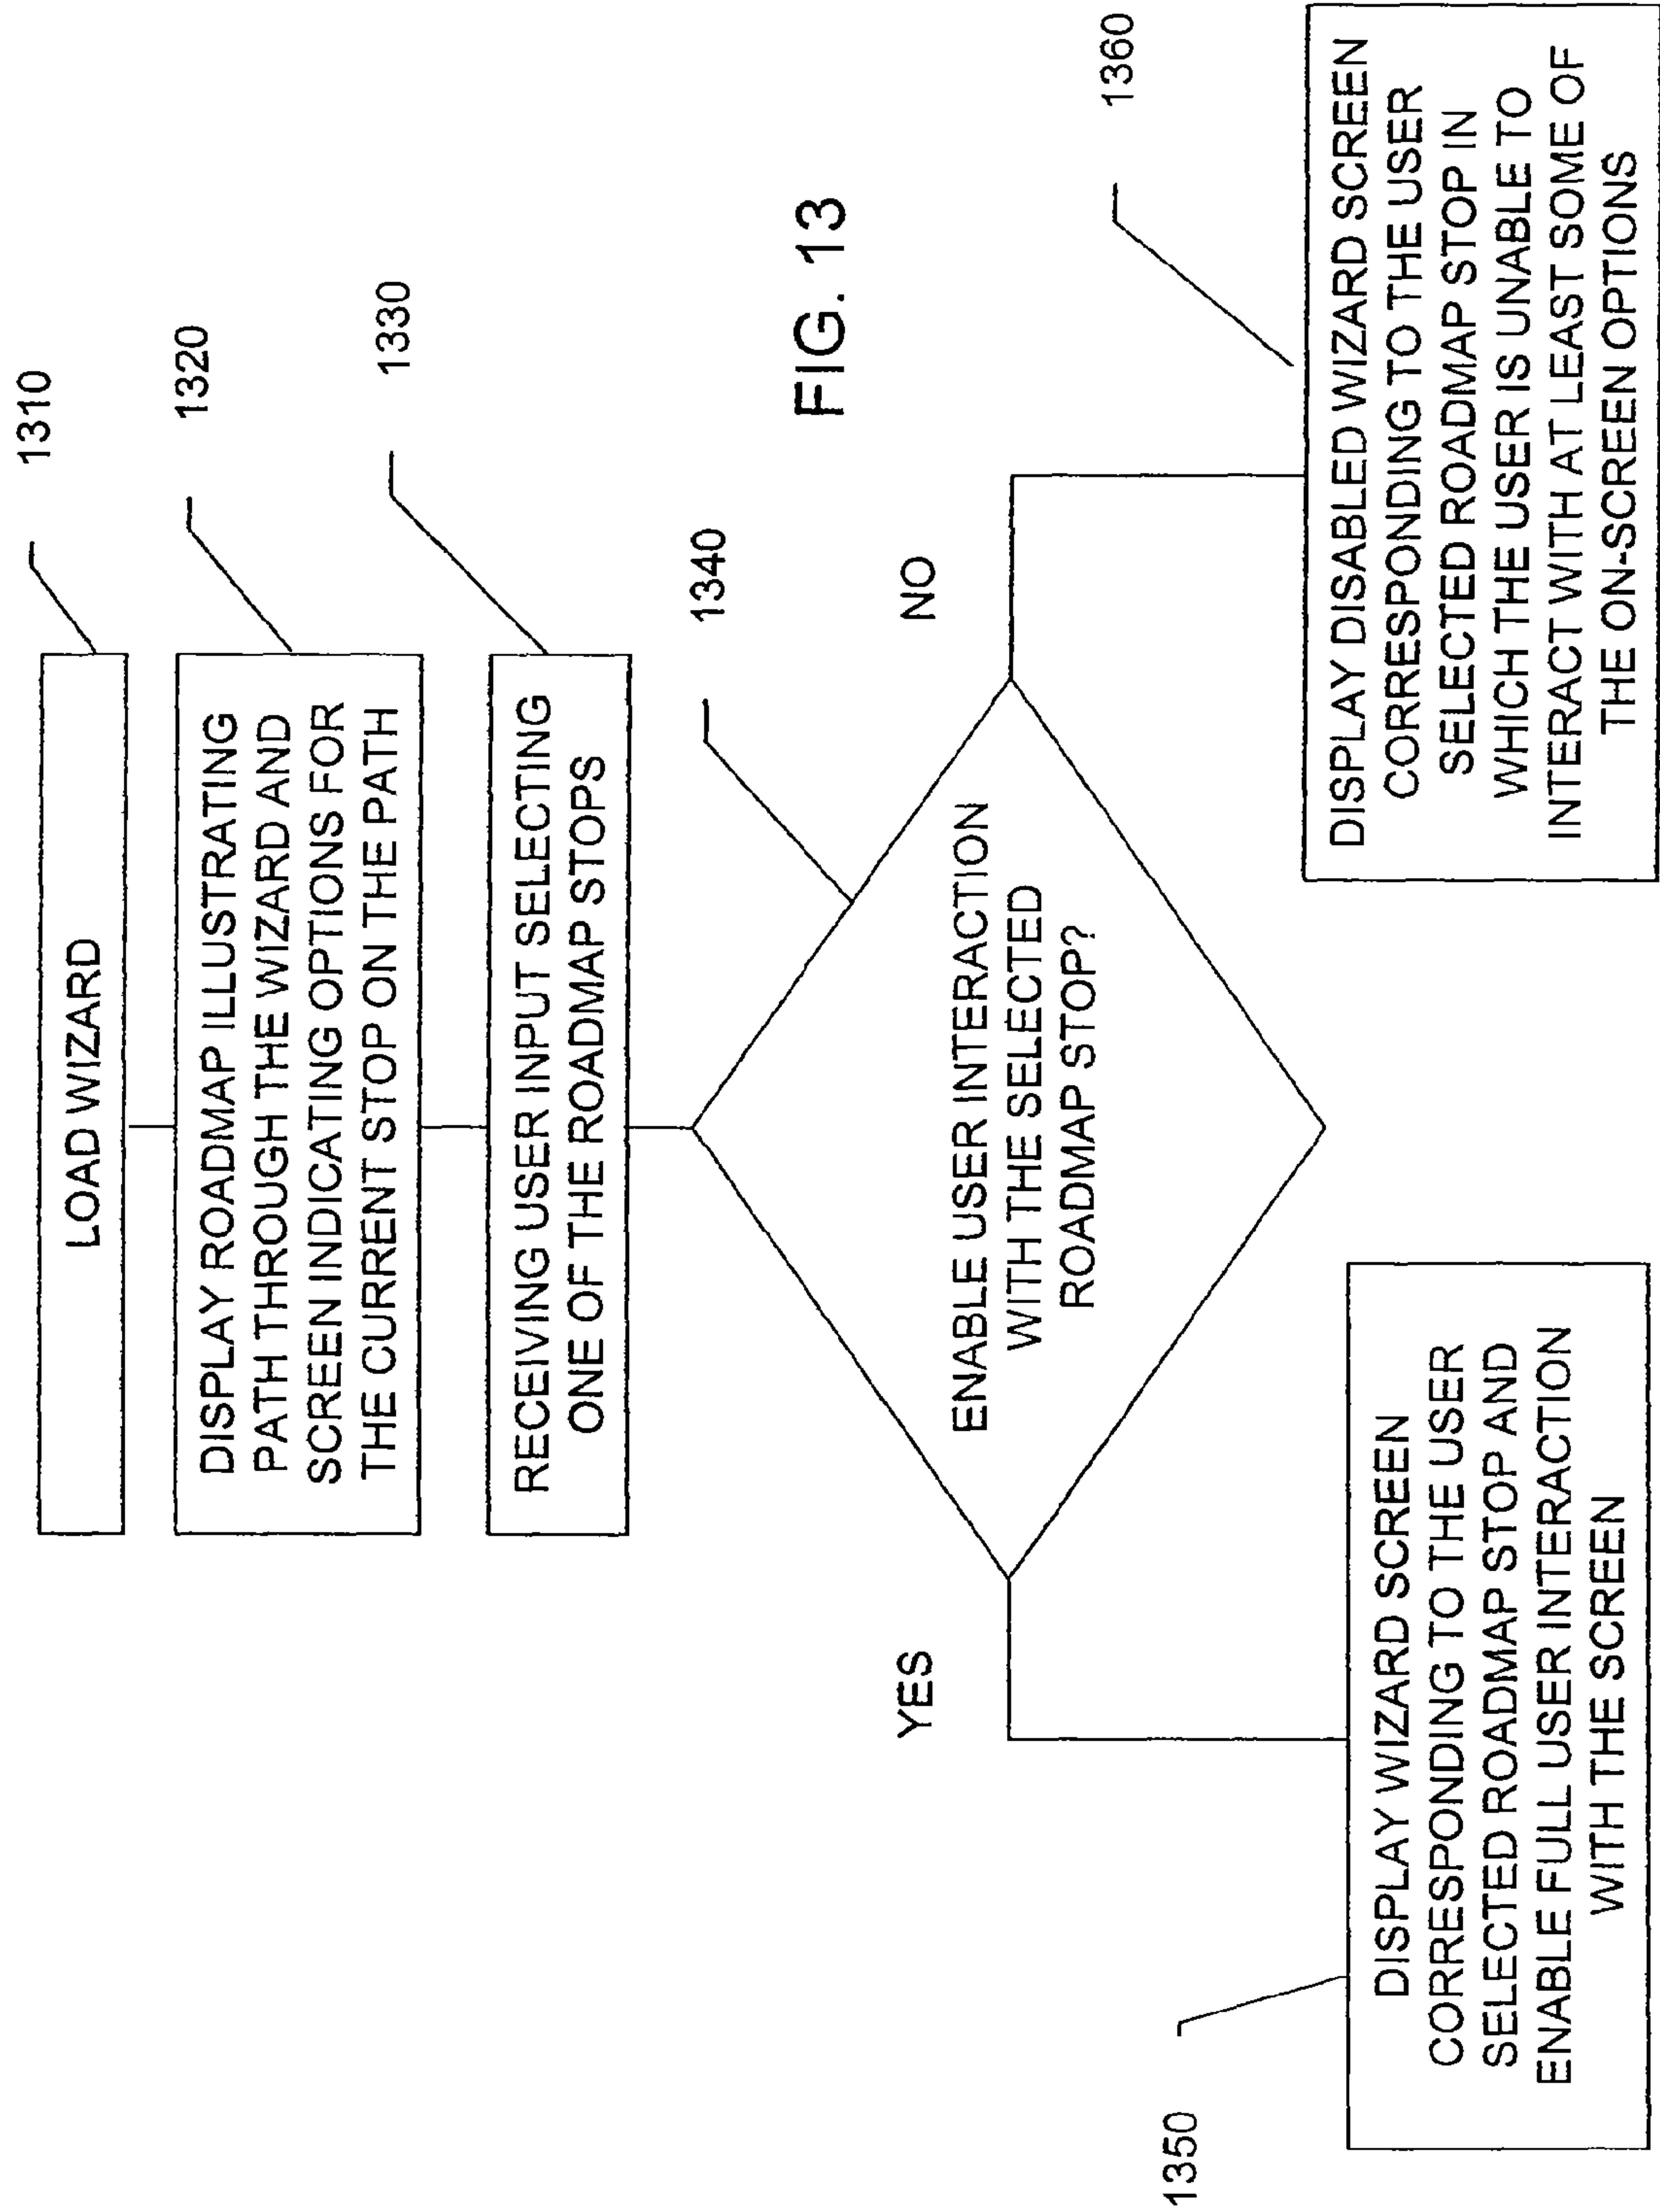 1310
LOAD WIZARD
1320
DISPLAY ROADMAP ILLUSTRATING
PATH THROUGH THE WIZARD AND
SCREEN INDICATING OPTIONS FOR
THE CURRENT STOP ON THE PATH
1330
RECEIVING USER INPUT SELECTING
ONE OF THE ROADMAP STOPS
1340
ENABLE USER INTERACTION
WITH THE SELECTED
ROADMAP STOP?
YES
NO
FIG. 13
1350
DISPLAY WIZARD SCREEN
CORRESPONDING TO THE USER
SELECTED ROADMAP STOP AND
ENABLE FULL USER INTERACTION
WITH THE SCREEN
1360
DISPLAY DISABLED WIZARD SCREEN
CORRESPONDING TO THE USER
SELECTED ROADMAP STOP IN
WHICH THE USER IS UNABLE TO
INTERACT WITH AT LEAST SOME OF
THE ON-SCREEN OPTIONS